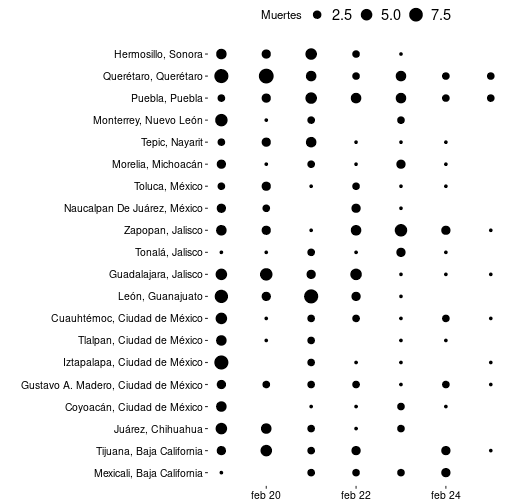 Muertes 2.5 5.0 7.5
Hermosillo, Sonora
Querétaro, Querétaro
Puebla, Puebla
Monterrey, Nuevo León
Tepic, Nayarit
Morelia, Michoacán
Toluca, México
Naucalpan De Juárez, México
Zapopan, Jalisco
Tonalá, Jalisco
Guadalajara, Jalisco
León, Guanajuato
Cuauhtémoc, Ciudad de México
Tlalpan, Ciudad de México
Iztapalapa, Ciudad de México
Gustavo A. Madero, Ciudad de México
Coyoacán, Ciudad de México
Juárez, Chihuahua
Tijuana, Baja California
Mexicali, Baja California
feb 20 feb 22 feb 24